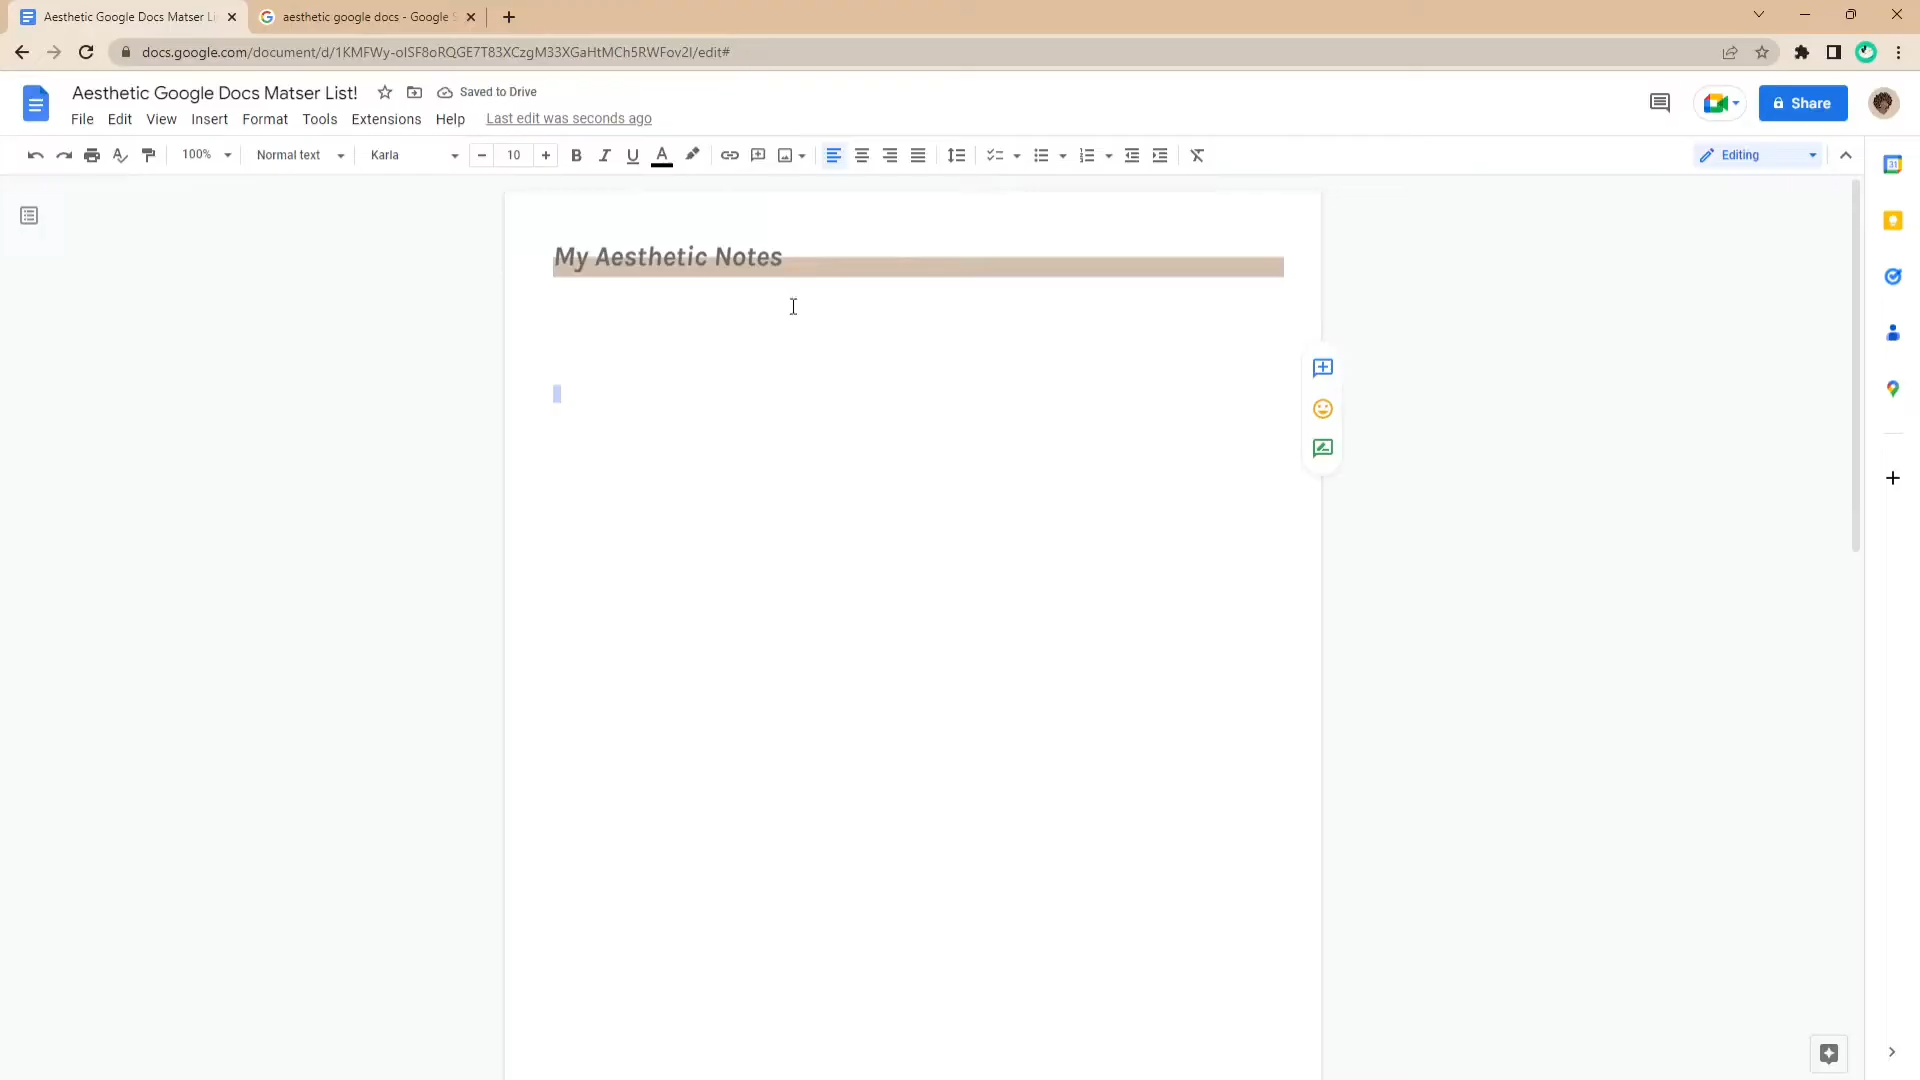 Aesthetic Google Docs Matser Li
aesthetic google docs - Google S
docs.google.com/document/d/1KMFWy-oISF8oRQGE7T83XCzgM33XGaHtMCh5RWFov2I/edit#
Aesthetic Google Docs Matser List!
Saved to Drive
File Edit View Insert Format Tools Extensions Help Last edit was seconds ago
Share
100% Normal text Karla 10 Editing
31
My Aesthetic Notes